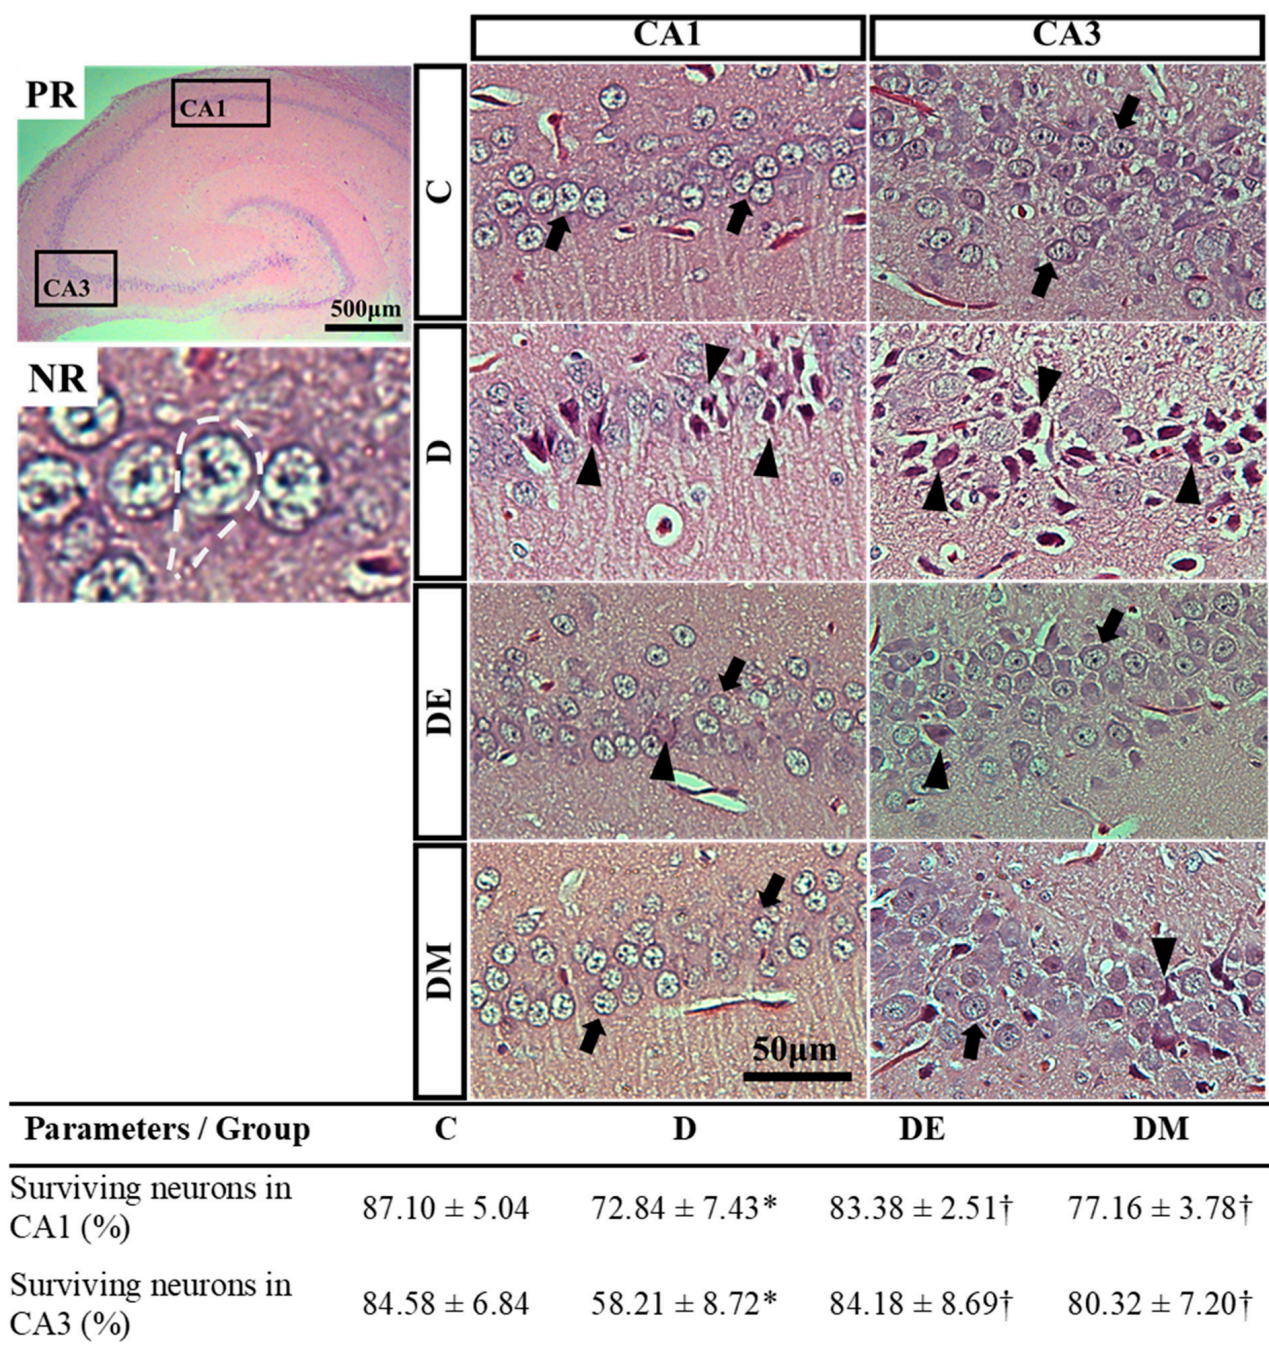 CA1
CA3
PR
CA1
CA3
500μm
NR
C
D
DE
DM
50μm
Parameters / Group C D DE DM
Surviving neurons in
CA1 (%) 87.10 ± 5.04 72.84 ± 7.43* 83.38 ± 2.51† 77.16 ± 3.78†
Surviving neurons in
CA3 (%) 84.58 ± 6.84 58.21 ± 8.72* 84.18 ± 8.69† 80.32 ± 7.20†